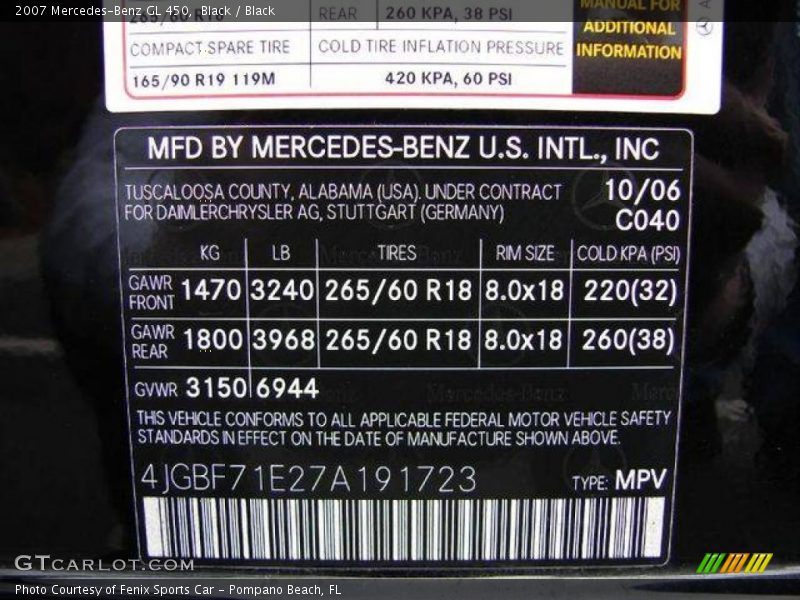 2007 Mercedes-Benz GL 450, Black / Black
265/60 R18 REAR 260 KPA, 38 PSI MANUAL FOR
COMPACT SPARE TIRE COLD TIRE INFLATION PRESSURE ADDITIONAL
165/90 R19 119M 420 KPA, 60 PSI INFORMATION
MFD BY MERCEDES-BENZ U.S. INTL., INC
TUSCALOOSA COUNTY, ALABAMA (USA). UNDER CONTRACT 10/06
FOR DAIMLERCHRYSLER AG, STUTTGART (GERMANY) C040
KG LB TIRES RIM SIZE COLD KPA (PSI)
GAWR FRONT 1470 3240 265/60 R18 8.0x18 220(32)
GAWR REAR 1800 3968 265/60 R18 8.0x18 260(38)
GVWR 3150 6944
THIS VEHICLE CONFORMS TO ALL APPLICABLE FEDERAL MOTOR VEHICLE SAFETY
STANDARDS IN EFFECT ON THE DATE OF MANUFACTURE SHOWN ABOVE.
4JGBF71E27A191723 TYPE: MPV
GTCARLOT.COM
Photo Courtesy of Fenix Sports Car - Pompano Beach, FL